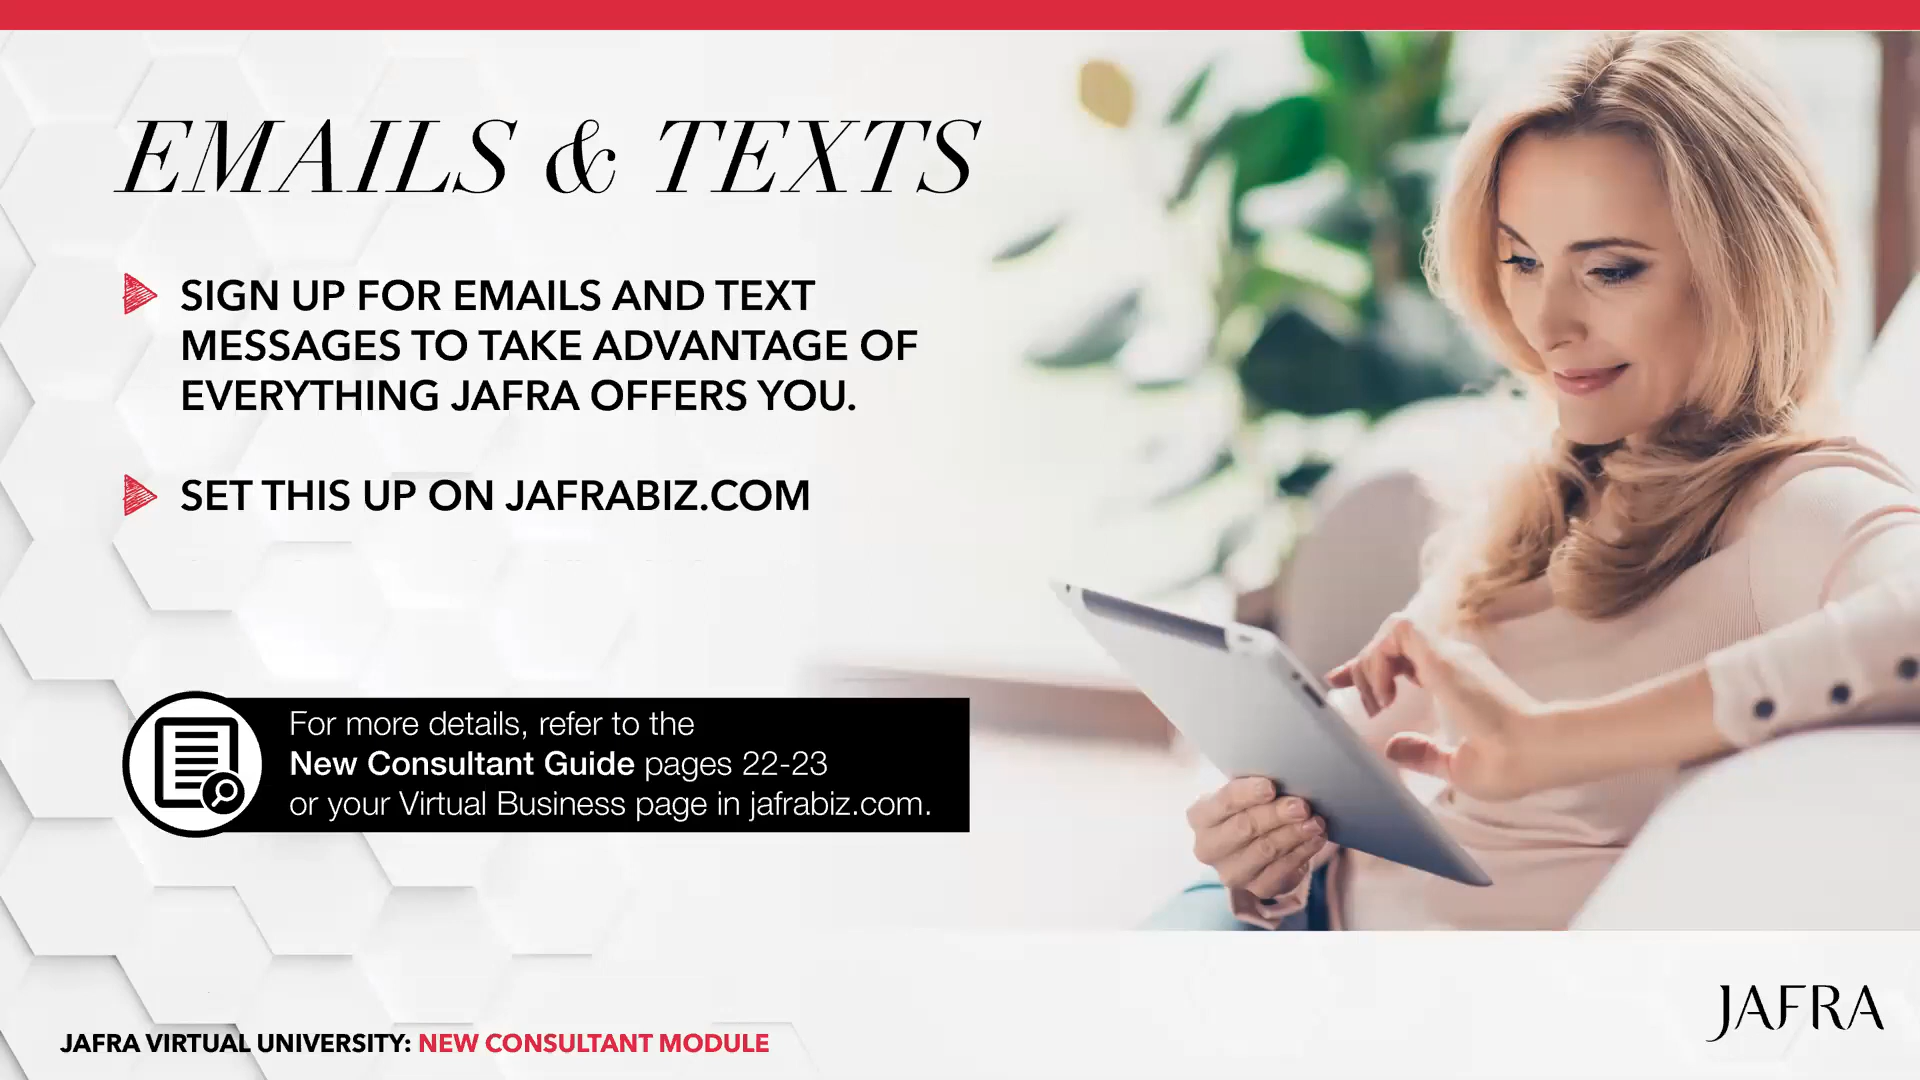 EMAILS & TEXTS
SIGN UP FOR EMAILS AND TEXT
MESSAGES TO TAKE ADVANTAGE OF
EVERYTHING JAFRA OFFERS YOU.
SET THIS UP ON JAFRABIZ.COM
For more details, refer to the
New Consultant Guide pages 22-23
or your Virtual Business page in jafrabiz.com.
JAFRA
JAFRA VIRTUAL UNIVERSITY: NEW CONSULTANT MODULE